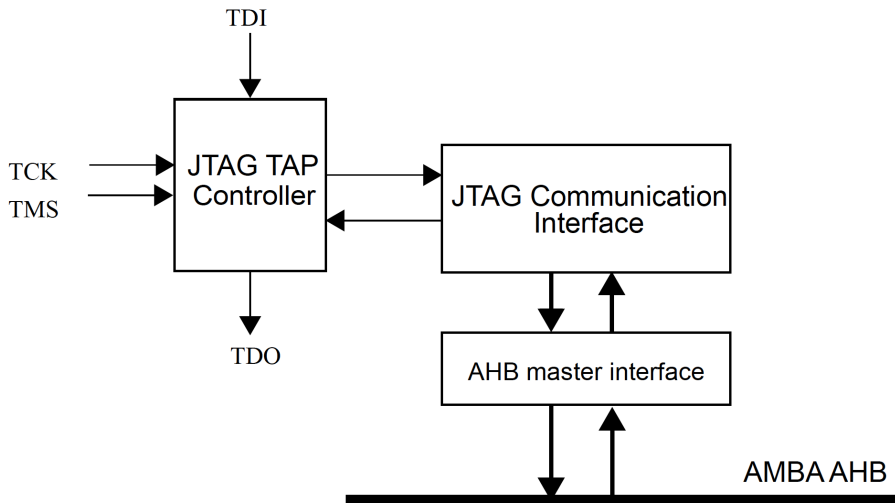 TDI
TCK
TMS
JTAG TAP
Controller
JTAG Communication
Interface
TDO
AHB master interface
AMBA AHB